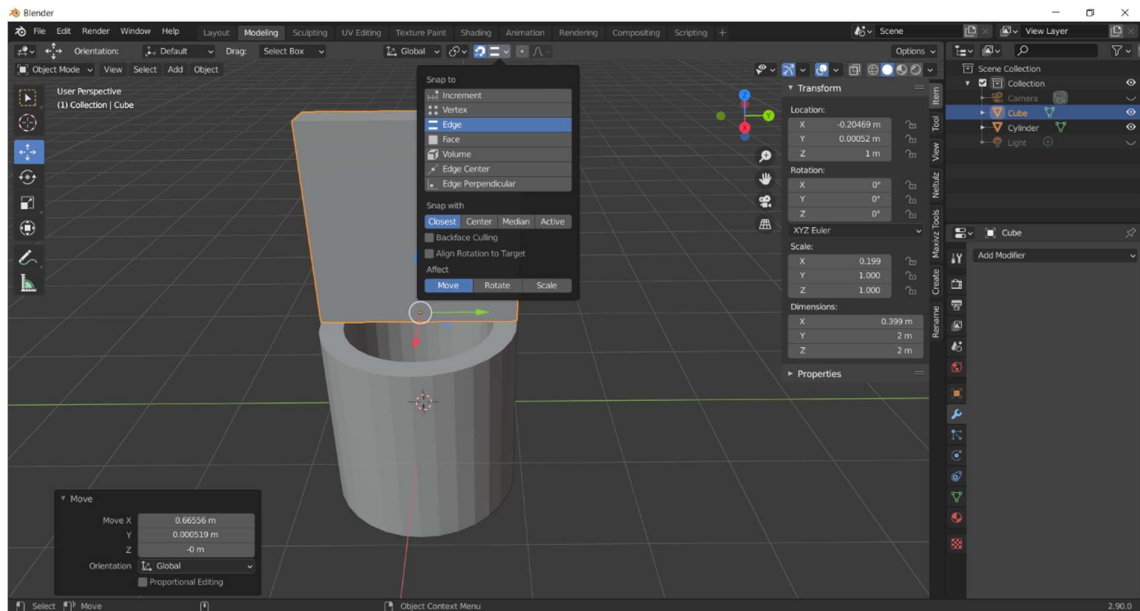 Blender
File Edit Render Window Help Layout Modeling Sculpting UV Editing Texture Paint Shading Animation Rendering Compositing Scripting + Scene View Layer
Orientation: Default Drag: Select Box Global Options
Object Mode View Select Add Object
User Perspective
(1) Collection | Cube
Snap to
Increment
Vertex
Edge
Face
Volume
Edge Center
Edge Perpendicular
Snap with
Closest Center Median Active
Backface Culling
Align Rotation to Target
Affect
Move Rotate Scale
Z
Y
X
Transform
Location:
X -0.20469 m
Y 0.00052 m
Z 1 m
Rotation:
X 0°
Y 0°
Z 0°
XYZ Euler
Scale:
X 0.199
Y 1.000
Z 1.000
Dimensions:
X 0.399 m
Y 2 m
Z 2 m
Properties
Item
Tool
View
Neltulz
Maxivz Tools
Create
Rename
Scene Collection
Collection
Camera
Cube
Cylinder
Light
Cube
Add Modifier
Move
Move X 0.66556 m
Y 0.000519 m
Z -0 m
Orientation Global
Proportional Editing
Select Move Object Context Menu 2.90.0